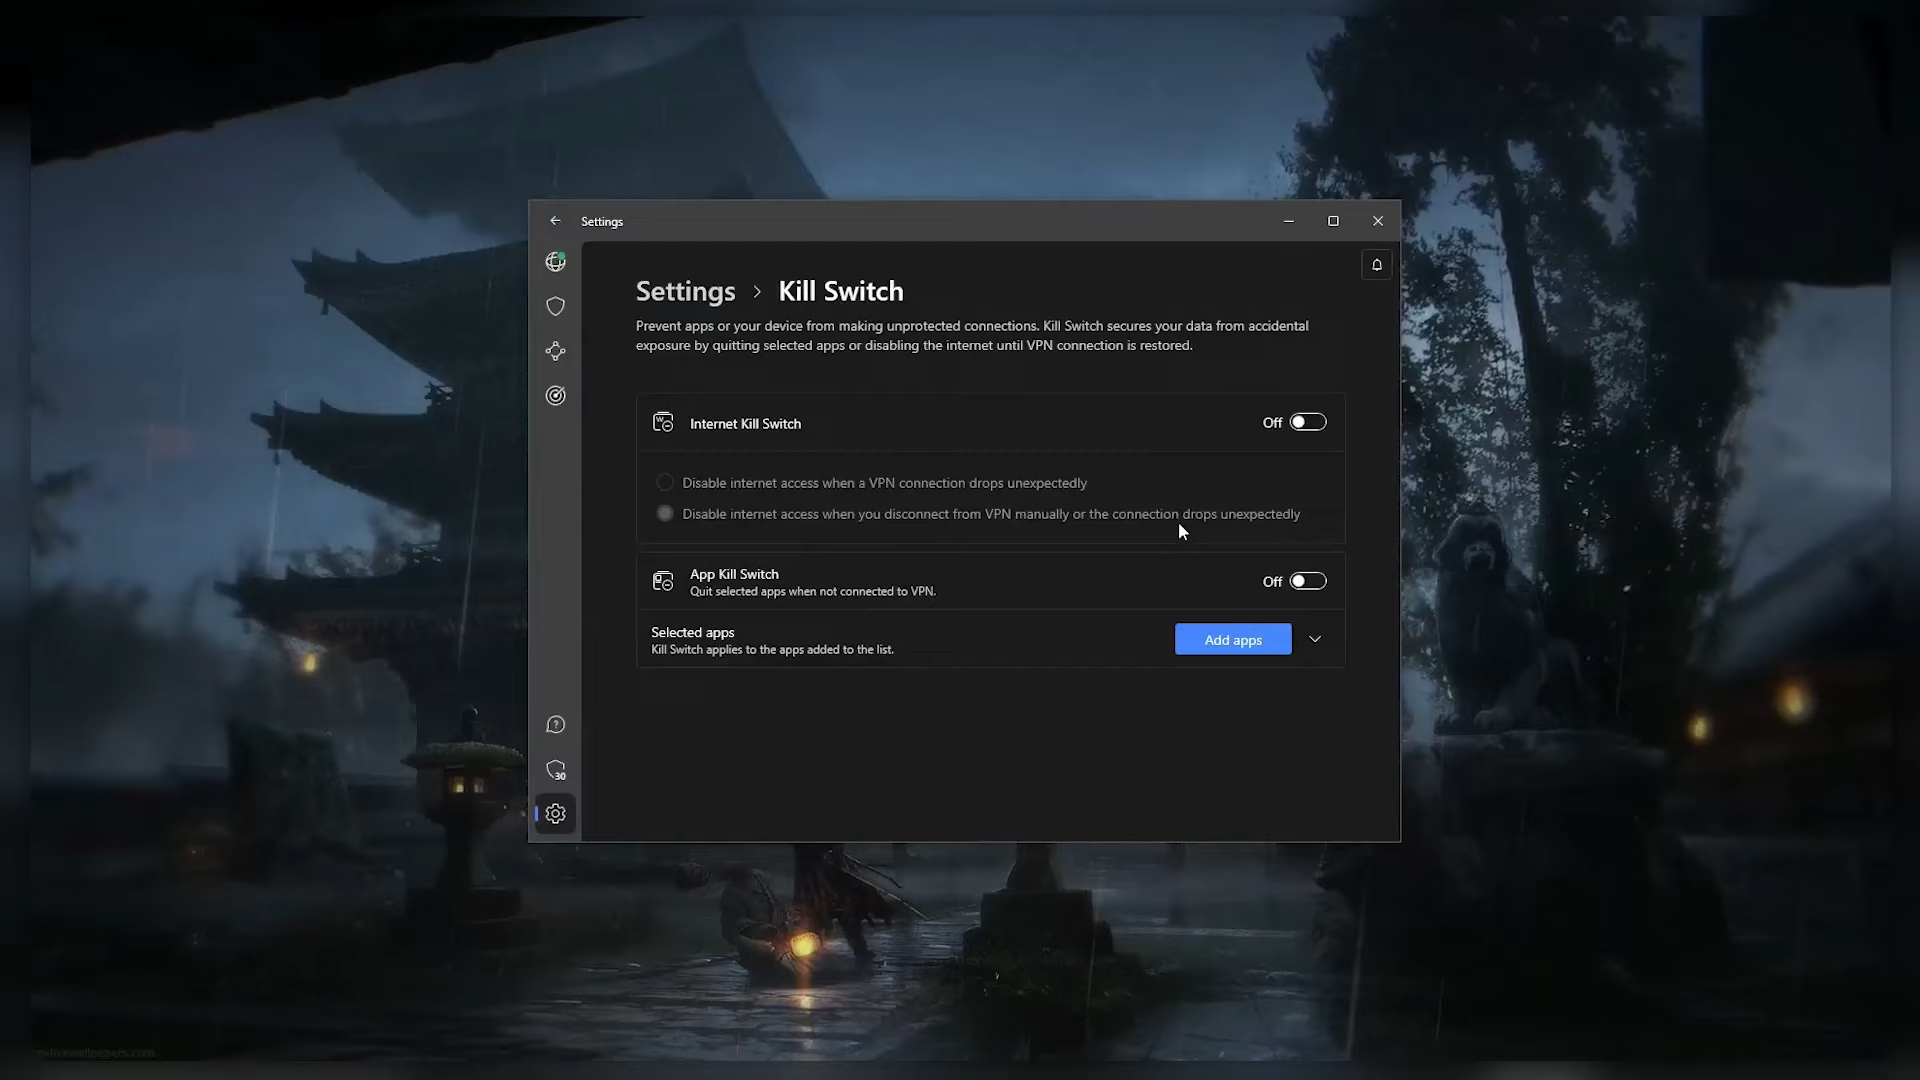 Settings
Settings > Kill Switch
Prevent apps or your device from making unprotected connections. Kill Switch secures your data from accidental
exposure by quitting selected apps or disabling the internet until VPN connection is restored.
Internet Kill Switch
Off
Disable internet access when a VPN connection drops unexpectedly
Disable internet access when you disconnect from VPN manually or the connection drops unexpectedly
App Kill Switch
Off
Quit selected apps when not connected to VPN.
Selected apps
Add apps
Kill Switch applies to the apps added to the list.
30